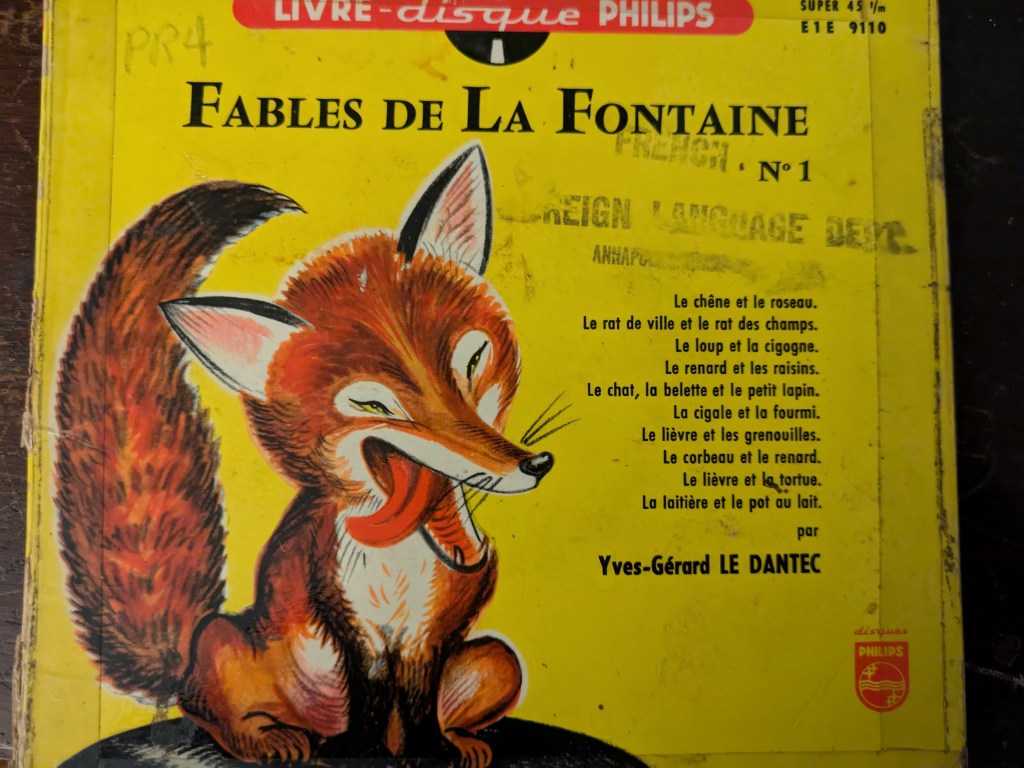 LIVRE-disque PHILIPS
SUPER 45 t/m
E1E 9110
PR4
FABLES DE LA FONTAINE
FRENCH
N° 1
REIGN LANGUAGE DEPT.
Le chêne et le roseau.
Le rat de ville et le rat des champs.
Le loup et la cigogne.
Le renard et les raisins.
Le chat, la belette et le petit lapin.
La cigale et la fourmi.
Le lièvre et les grenouilles.
Le corbeau et le renard.
Le lièvre et la tortue.
La laitière et le pot au lait.
par
Yves-Gérard LE DANTEC
disques
PHILIPS